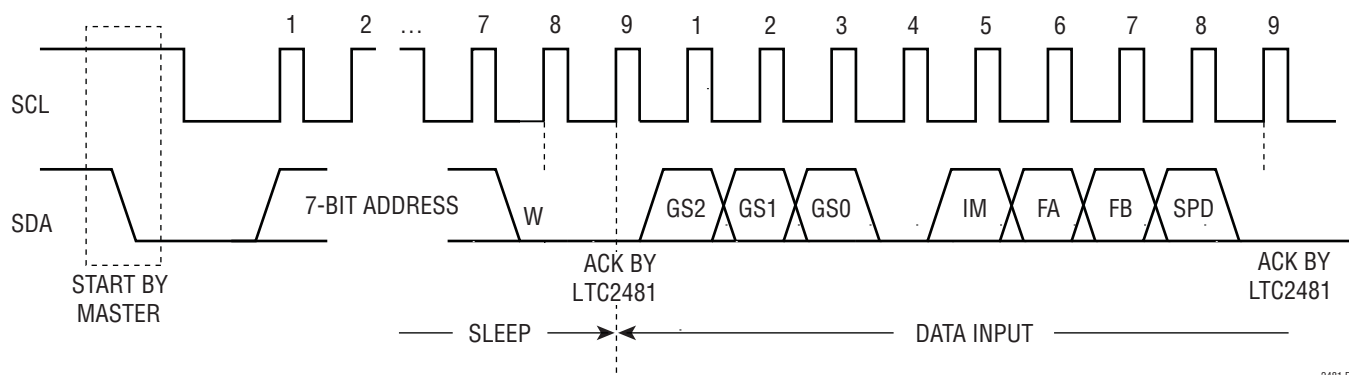 1 2 … 7 8 9 1 2 3 4 5 6 7 8 9
SCL
SDA
7-BIT ADDRESS
W
GS2 GS1 GS0 IM FA FB SPD
START BY
MASTER
ACK BY
LTC2481
ACK BY
LTC2481
SLEEP
DATA INPUT